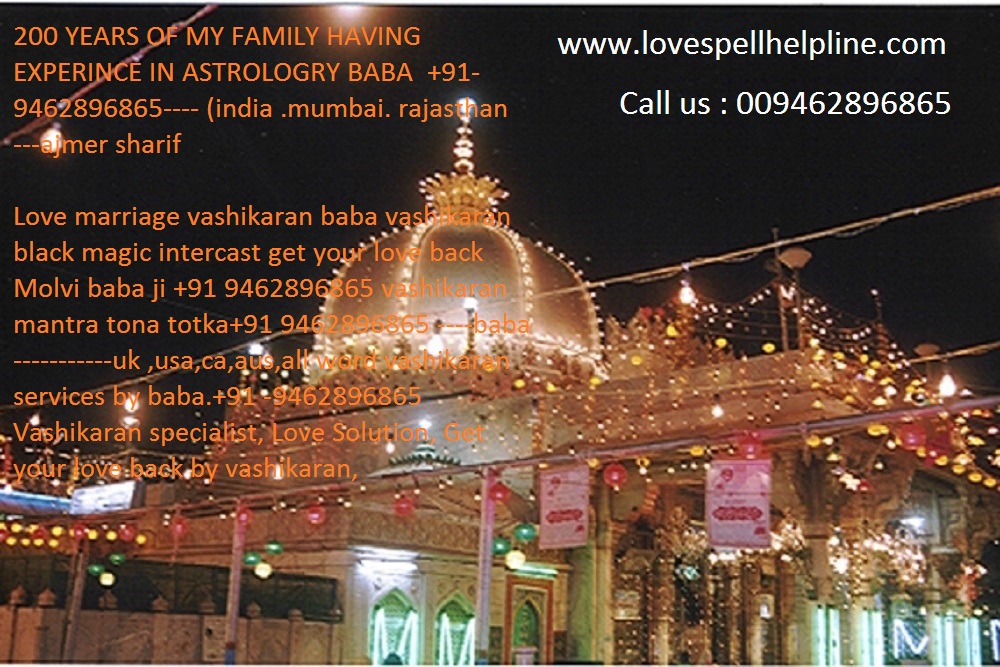 200 YEARS OF MY FAMILY HAVING
EXPERINCE IN ASTROLOGRY BABA  +91-
9462896865---- (india .mumbai. rajasthan
---ajmer sharif
Love marriage vashikaran baba vashikaran
black magic intercast get your love back
Molvi baba ji +91 9462896865 vashikaran
mantra tona totka+91 9462896865 ----baba
-----------uk ,usa,ca,aus,all word vashikaran
services by baba.+91 -9462896865
Vashikaran specialist, Love Solution, Get
your love back by vashikaran,
www.lovespellhelpline.com
Call us : 009462896865